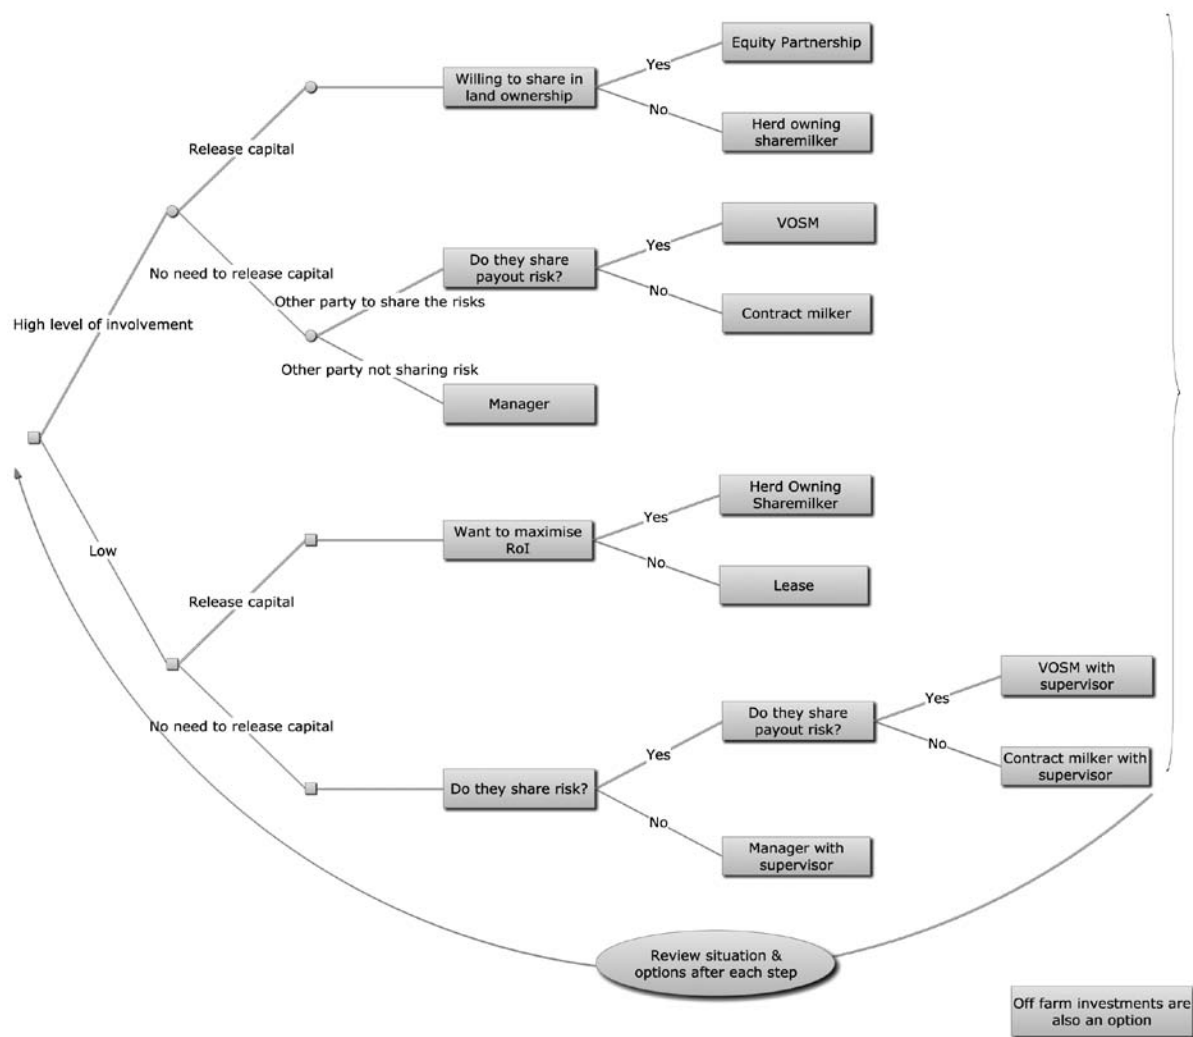 Equity Partnership
Yes
Willing to share in
land ownership
No
Herd owning
sharemilker
Release capital
VOSM
Yes
Do they share
payout risk?
No need to release capital
No
Other party to share the risks
Contract milker
High level of involvement
Other party not sharing risk
Manager
Herd Owning
Sharemilker
Yes
Want to maximise
RoI
Low
No
Lease
Release capital
VOSM with
supervisor
Yes
Do they share
payout risk?
No need to release capital
Yes
No
Contract milker with
supervisor
Do they share risk?
No
Manager with
supervisor
Review situation &
options after each step
Off farm investments are
also an option